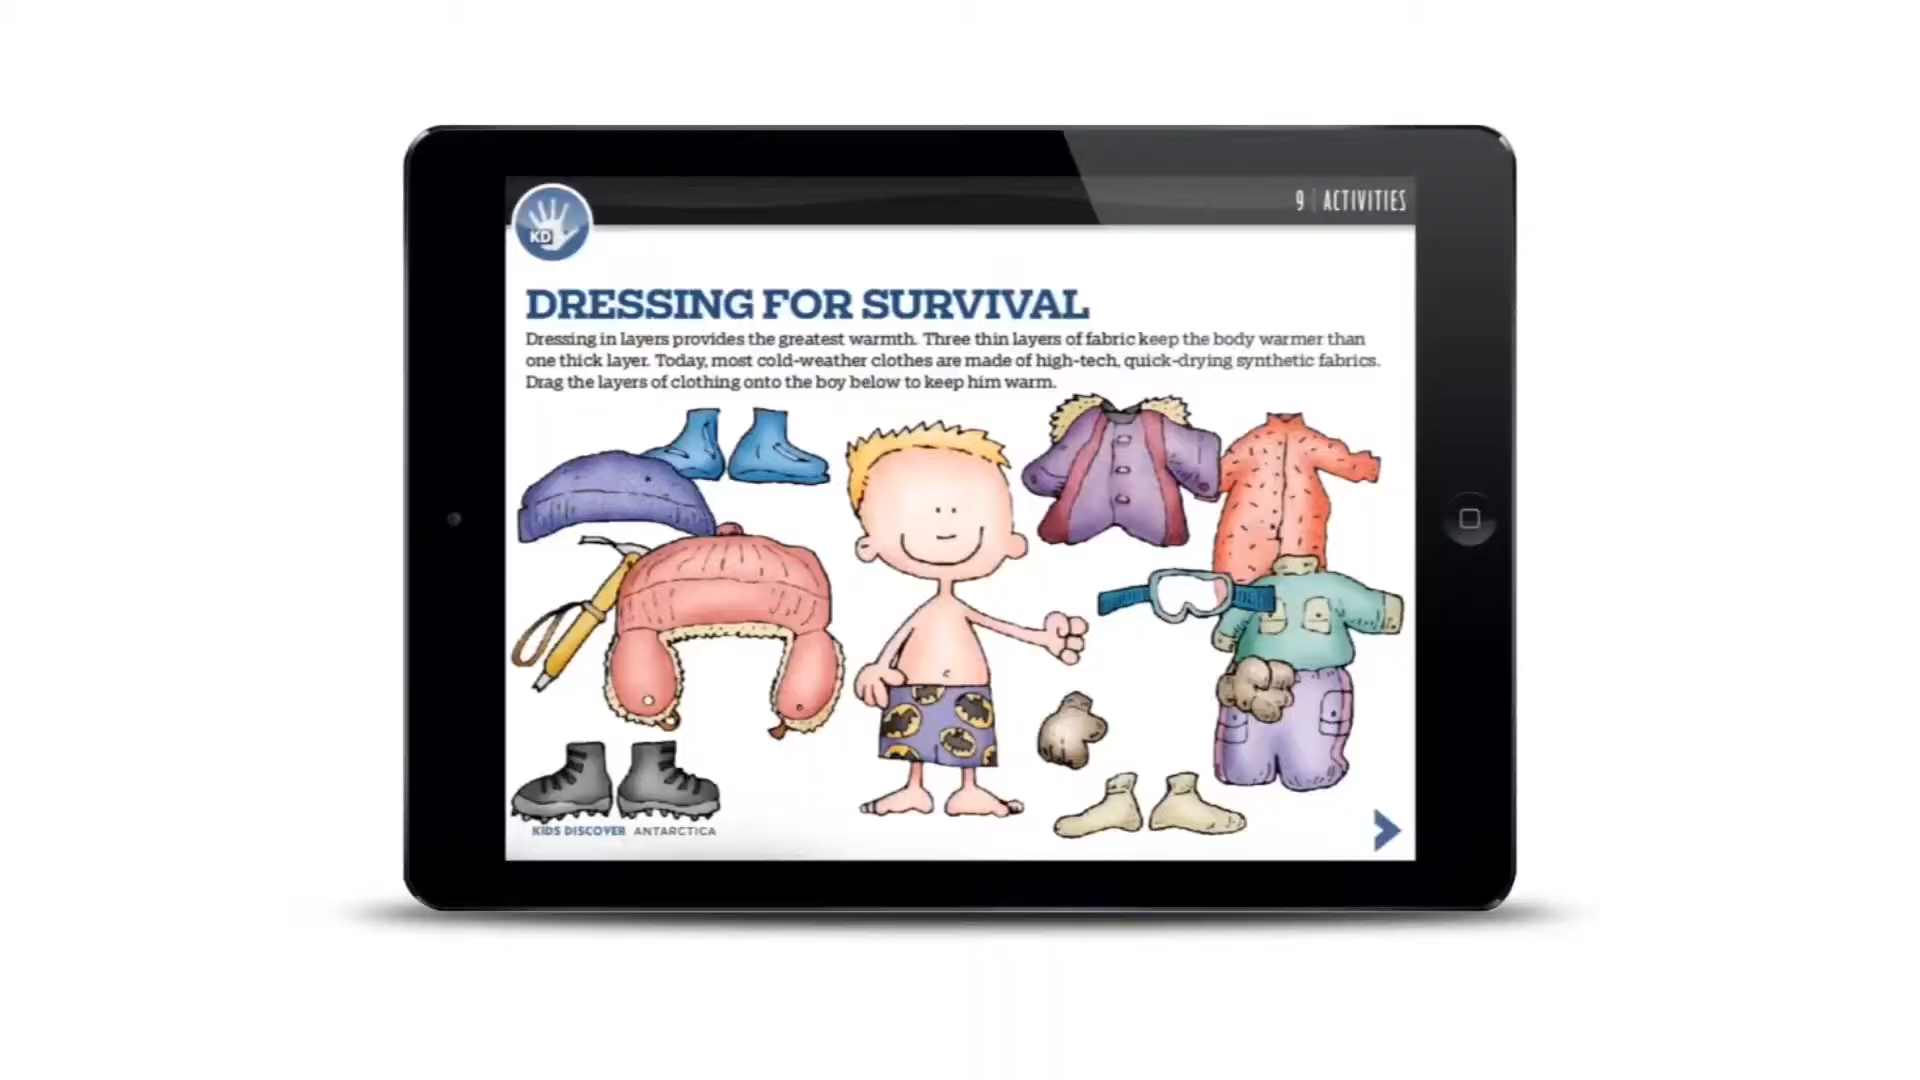 KD
9 | ACTIVITIES
DRESSING FOR SURVIVAL
Dressing in layers provides the greatest warmth. Three thin layers of fabric keep the body warmer than
one thick layer. Today, most cold-weather clothes are made of high-tech, quick-drying synthetic fabrics.
Drag the layers of clothing onto the boy below to keep him warm.
KIDS DISCOVER ANTARCTICA